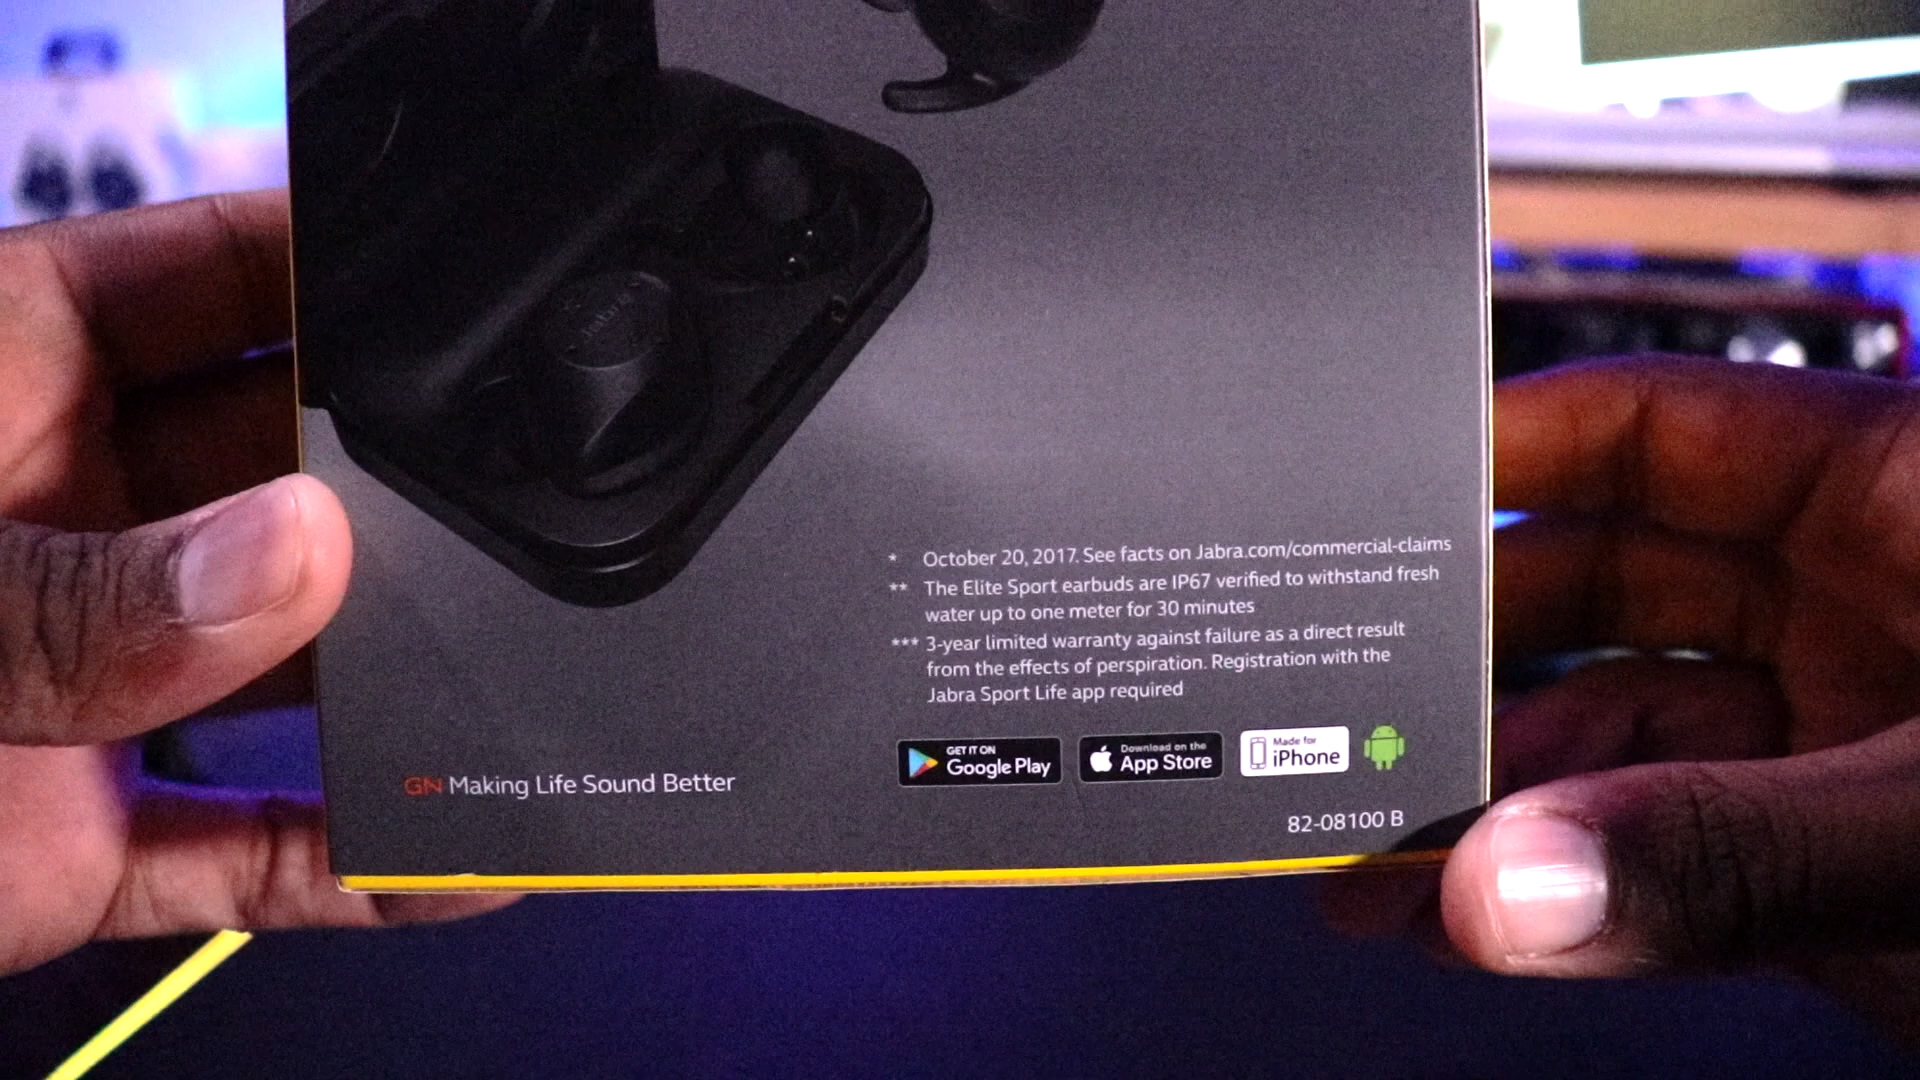 Jabra
* October 20, 2017. See facts on Jabra.com/commercial-claims
** The Elite Sport earbuds are IP67 verified to withstand fresh
water up to one meter for 30 minutes
*** 3-year limited warranty against failure as a direct result
from the effects of perspiration. Registration with the
Jabra Sport Life app required
GET IT ON
Google Play
Download on the
App Store
Made for
iPhone
GN Making Life Sound Better
82-08100 B